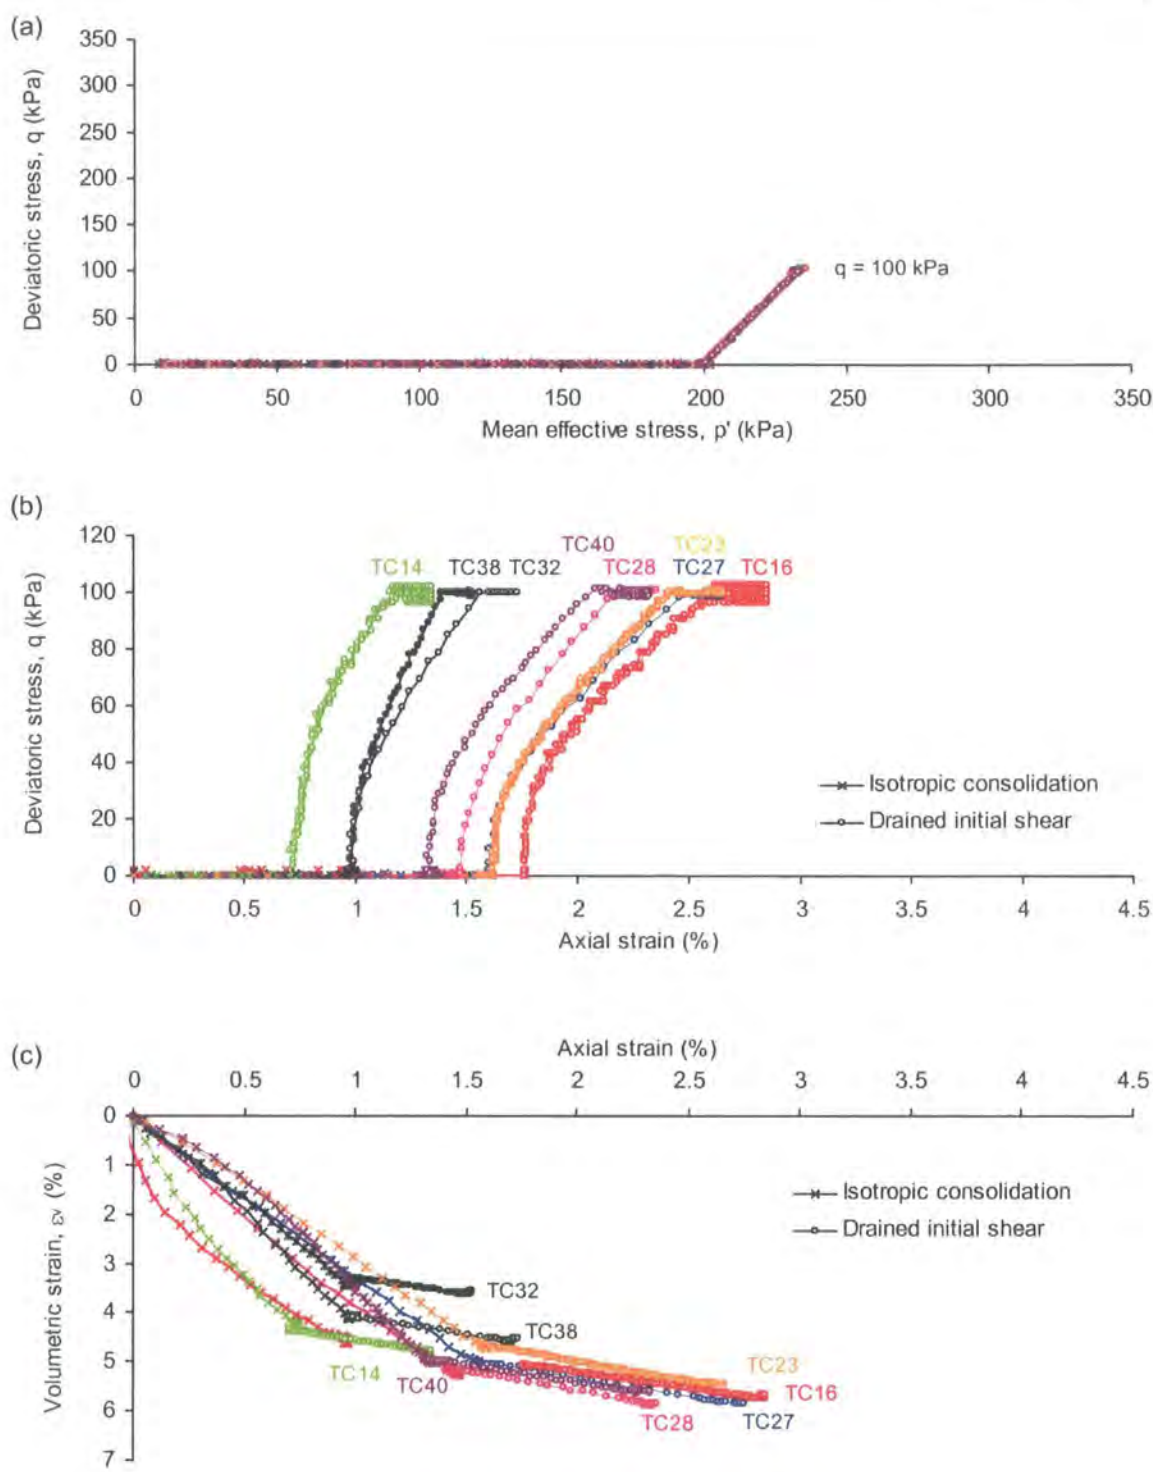 (a)
350
300
250
200
150
100
50
0
Deviatoric stress, q (kPa)
q = 100 kPa
0 50 100 150 200 250 300 350
Mean effective stress, p' (kPa)
(b)
120
100
80
60
40
20
0
Deviatoric stress, q (kPa)
TC40 TC23
TC14 TC38 TC32 TC28 TC27 TC16
Isotropic consolidation
Drained initial shear
0 0.5 1 1.5 2 2.5 3 3.5 4 4.5
Axial strain (%)
(c)
Axial strain (%)
0 0.5 1 1.5 2 2.5 3 3.5 4 4.5
0
1
2
3
4
5
6
7
Volumetric strain, εv (%)
Isotropic consolidation
Drained initial shear
TC32
TC38
TC14
TC23
TC40
TC16
TC28
TC27